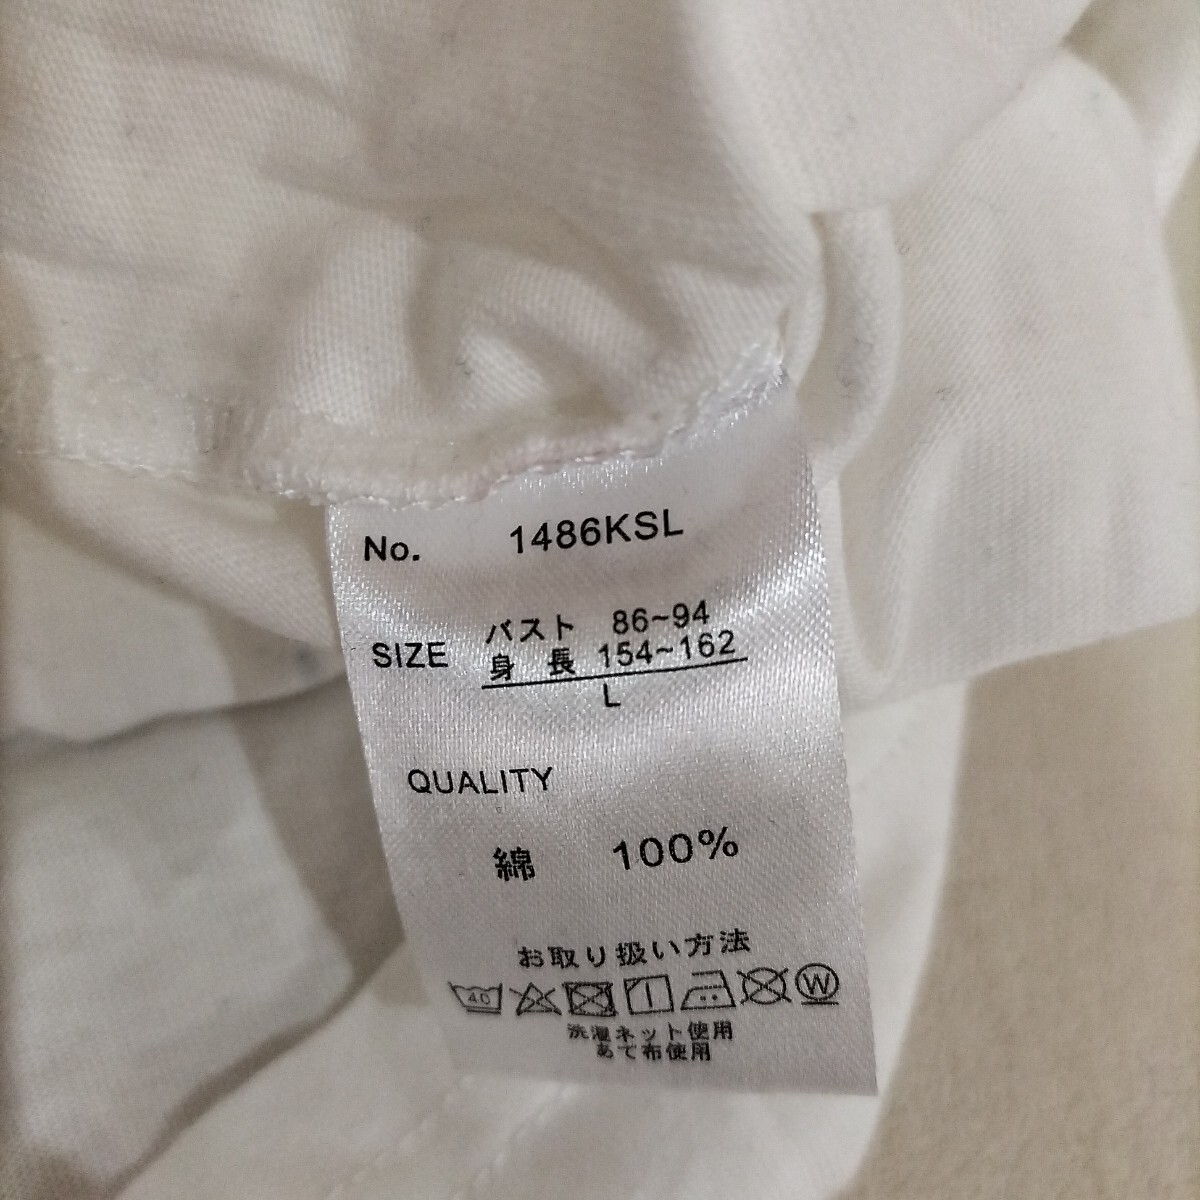 No. 1486KSL
SIZE バスト 86~94
身 長 154~162
L
QUALITY
綿 100%
お取り扱い方法
40 W
洗濯ネット使用
あて布使用